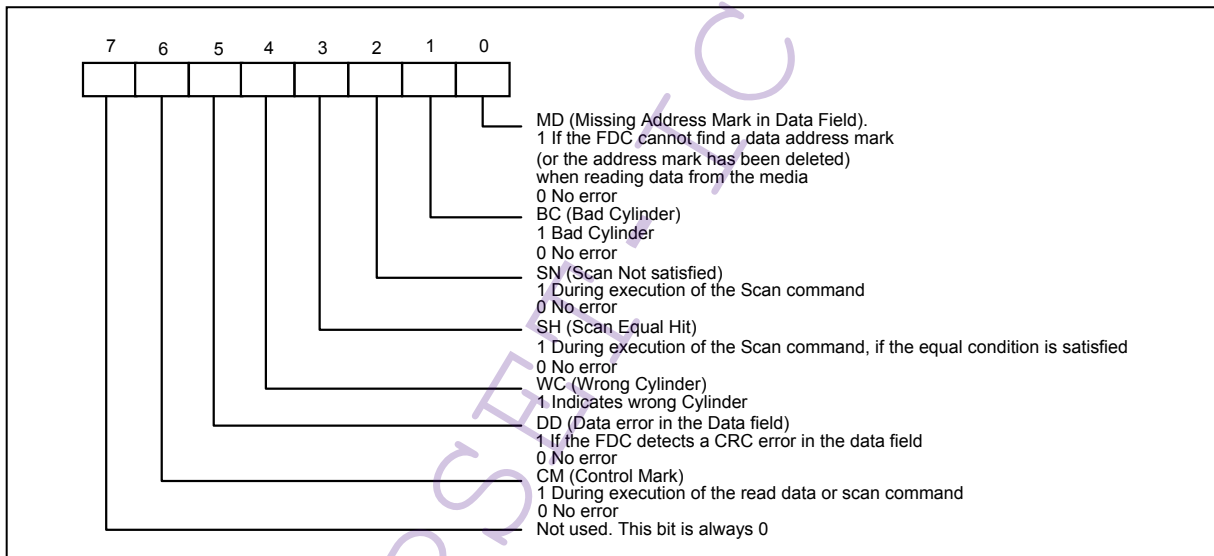 7 6 5 4 3 2 1 0
MD (Missing Address Mark in Data Field).
1 If the FDC cannot find a data address mark
(or the address mark has been deleted)
when reading data from the media
0 No error
BC (Bad Cylinder)
1 Bad Cylinder
0 No error
SN (Scan Not satisfied)
1 During execution of the Scan command
0 No error
SH (Scan Equal Hit)
1 During execution of the Scan command, if the equal condition is satisfied
0 No error
WC (Wrong Cylinder)
1 Indicates wrong Cylinder
DD (Data error in the Data field)
1 If the FDC detects a CRC error in the data field
0 No error
CM (Control Mark)
1 During execution of the read data or scan command
0 No error
Not used. This bit is always 0